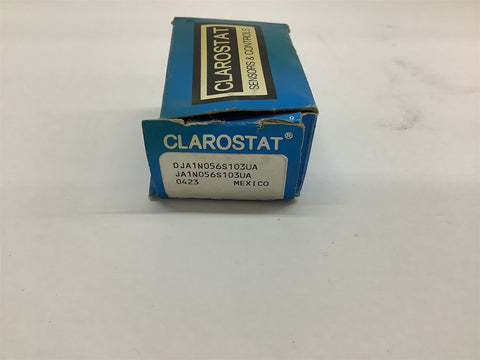 CLAROSTAT
SENSORS & CONTROLS
CLAROSTAT®
DJA1N056S103UA
JA1N056S103UA
0423 MEXICO